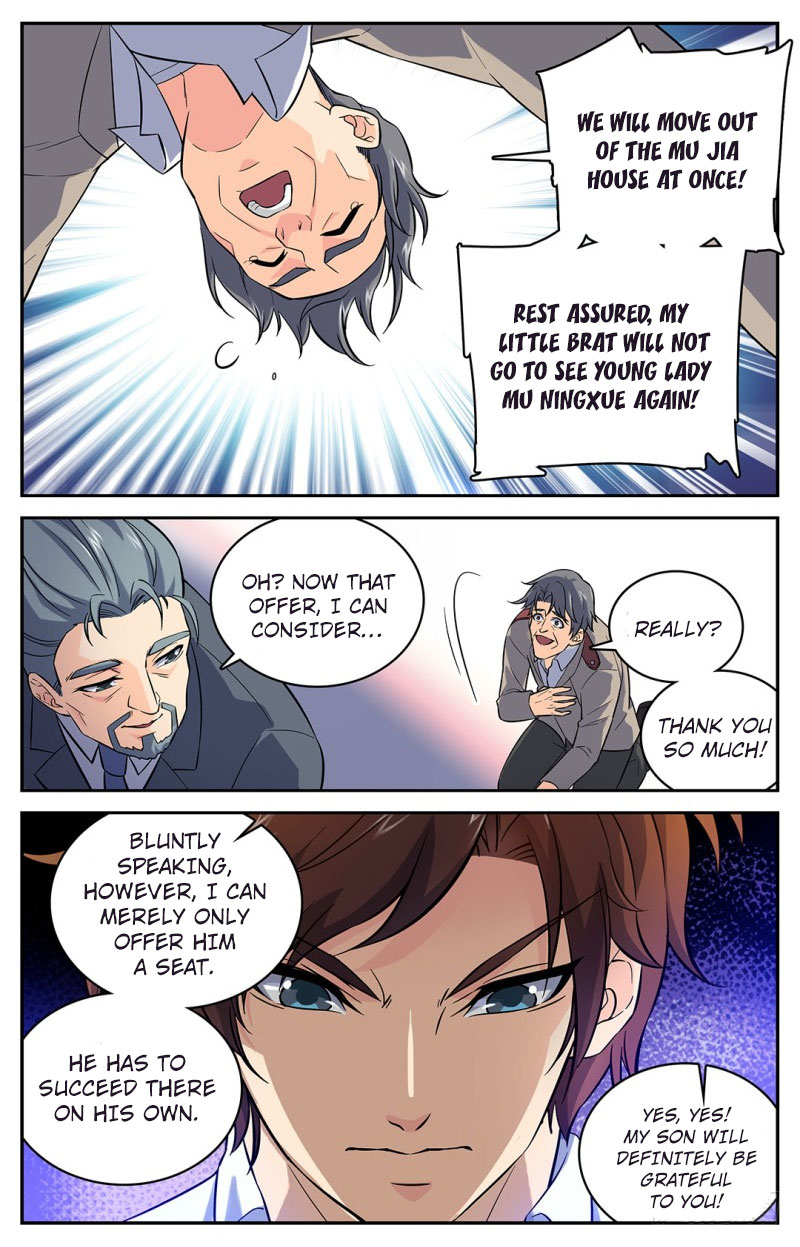 WE WILL MOVE OUT
OF THE MU JIA
HOUSE AT ONCE!
REST ASSURED, MY
LITTLE BRAT WILL NOT
GO TO SEE YOUNG LADY
MU NINGXUE AGAIN!
OH? NOW THAT
OFFER, I CAN
CONSIDER...
REALLY?
THANK YOU
SO MUCH!
BLUNTLY
SPEAKING,
HOWEVER, I CAN
MERELY ONLY
OFFER HIM
A SEAT.
HE HAS TO
SUCCEED THERE
ON HIS OWN.
YES, YES!
MY SON WILL
DEFINITELY BE
GRATEFUL
TO YOU!